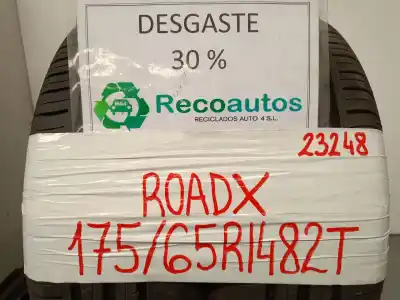 DESGASTE
30 %
Recoautos
RECICLADOS AUTO 4 S.L.
23248
ROADX
175/65R1482T